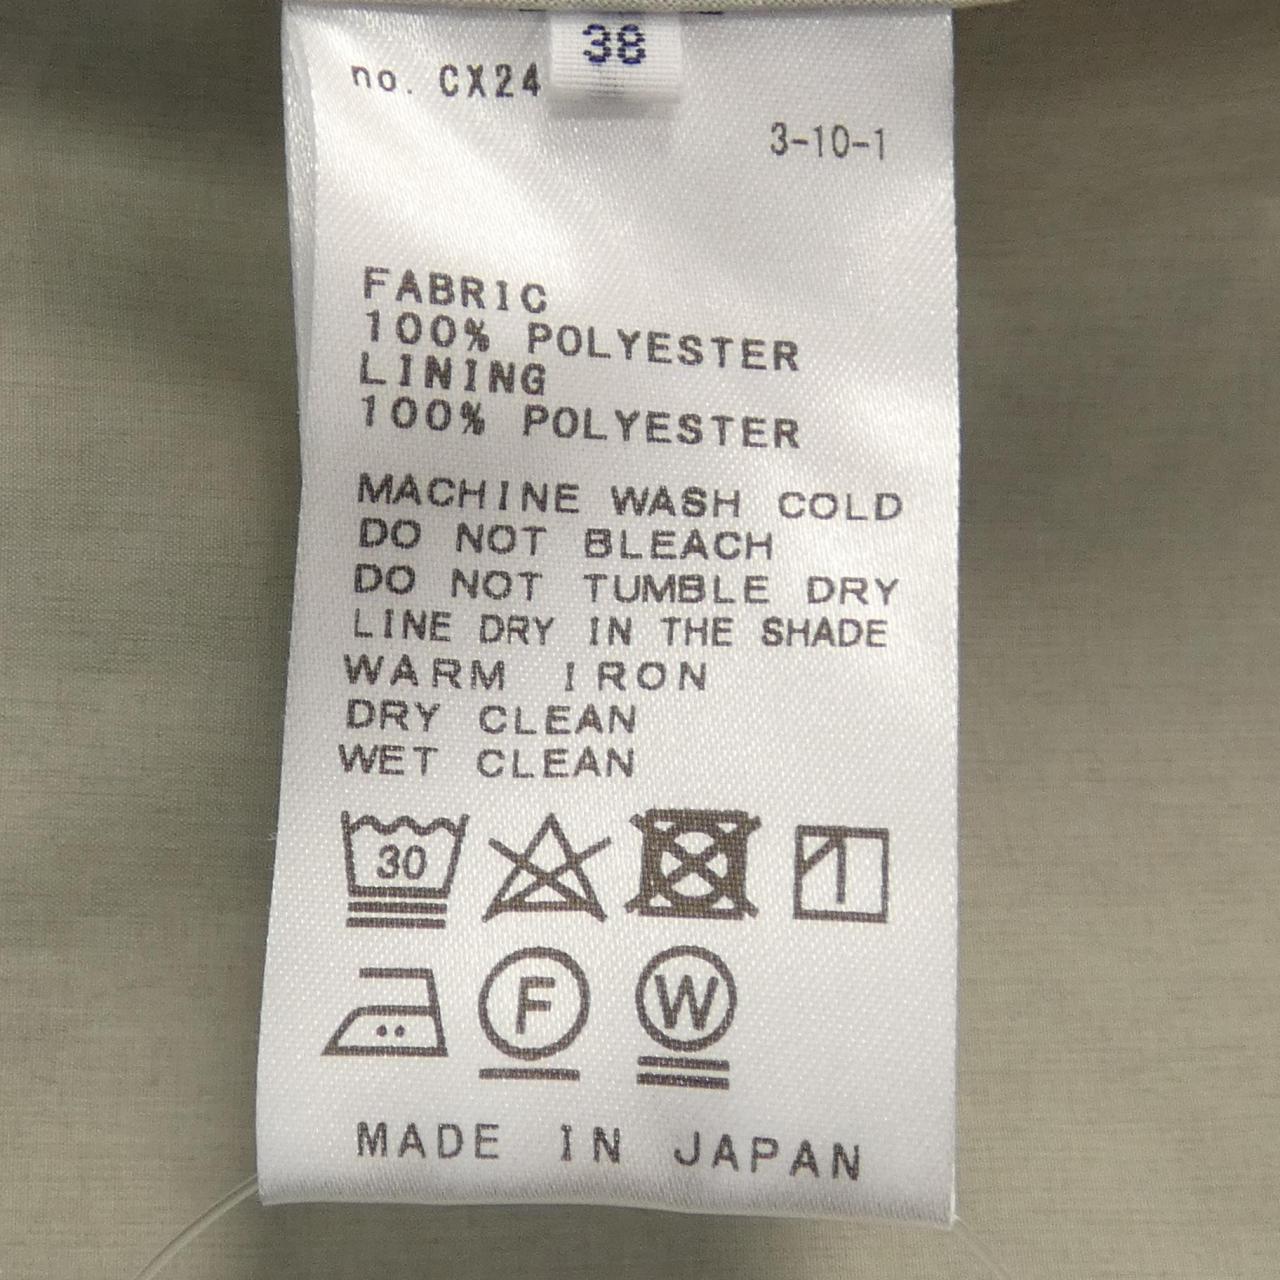 38
no. CX24
3-10-1
FABRIC
100% POLYESTER
LINING
100% POLYESTER
MACHINE WASH COLD
DO NOT BLEACH
DO NOT TUMBLE DRY
LINE DRY IN THE SHADE
WARM IRON
DRY CLEAN
WET CLEAN
30
F W
MADE IN JAPAN